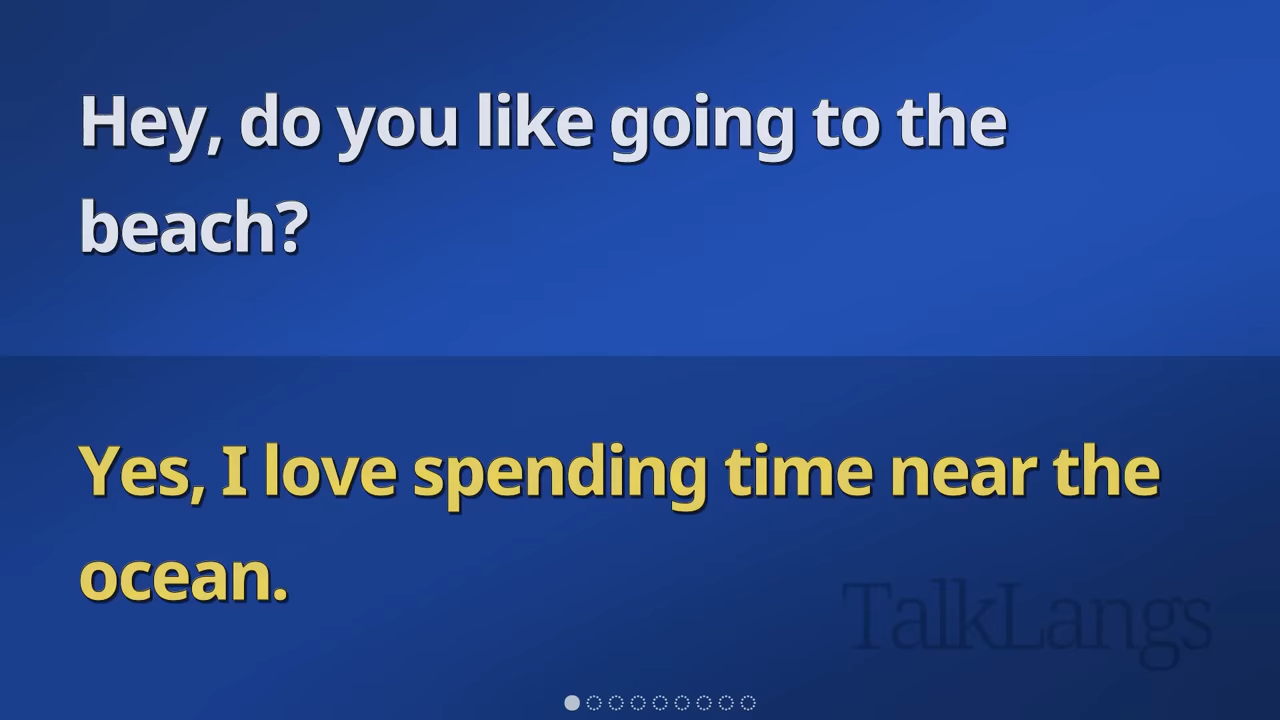 Hey, do you like going to the
beach?
Yes, I love spending time near the
ocean.
TalkLangs